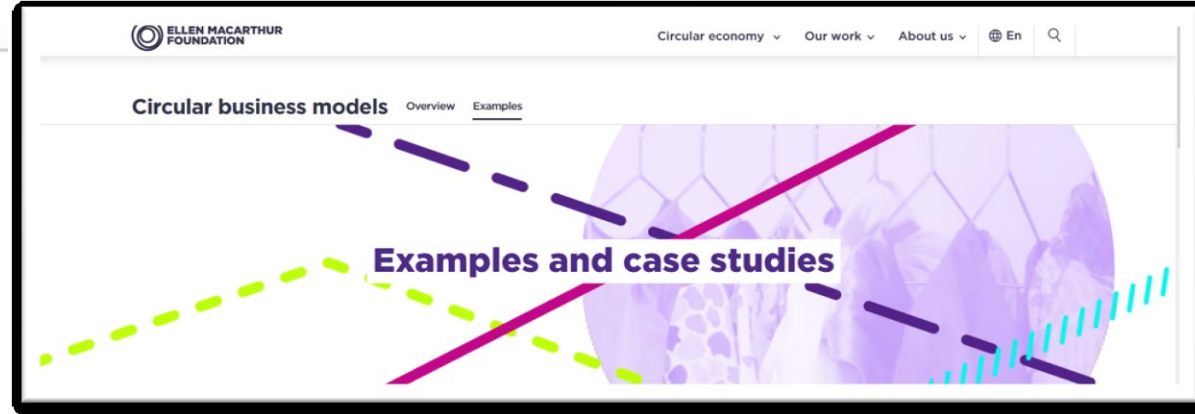 ELLEN MACARTHUR
FOUNDATION
Circular economy Our work About us En
Circular business models Overview Examples
Examples and case studies